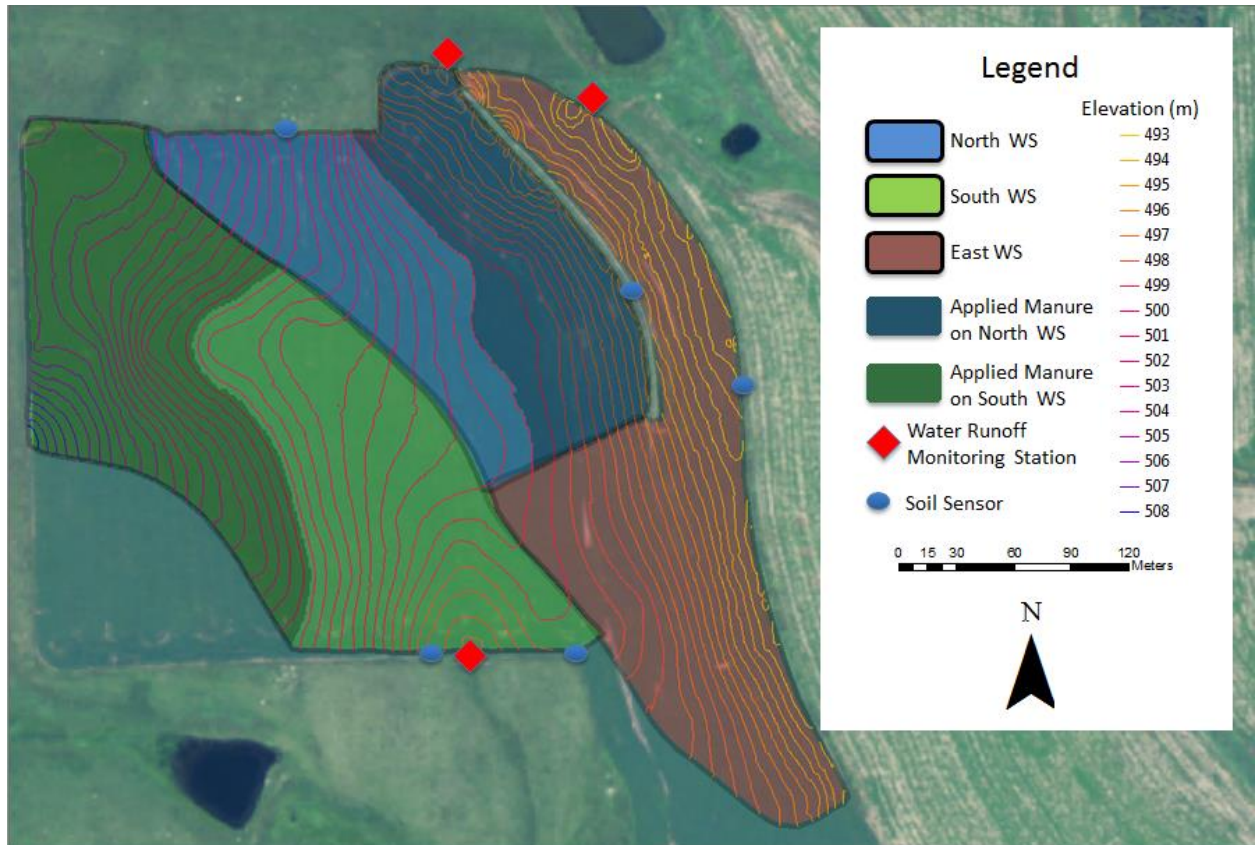 Legend
North WS
South WS
East WS
Applied Manure
on North WS
Applied Manure
on South WS
Water Runoff
Monitoring Station
Soil Sensor
Elevation (m)
493
494
495
496
497
498
499
500
501
502
503
504
505
506
507
508
0 15 30 60 90 120
Meters
N